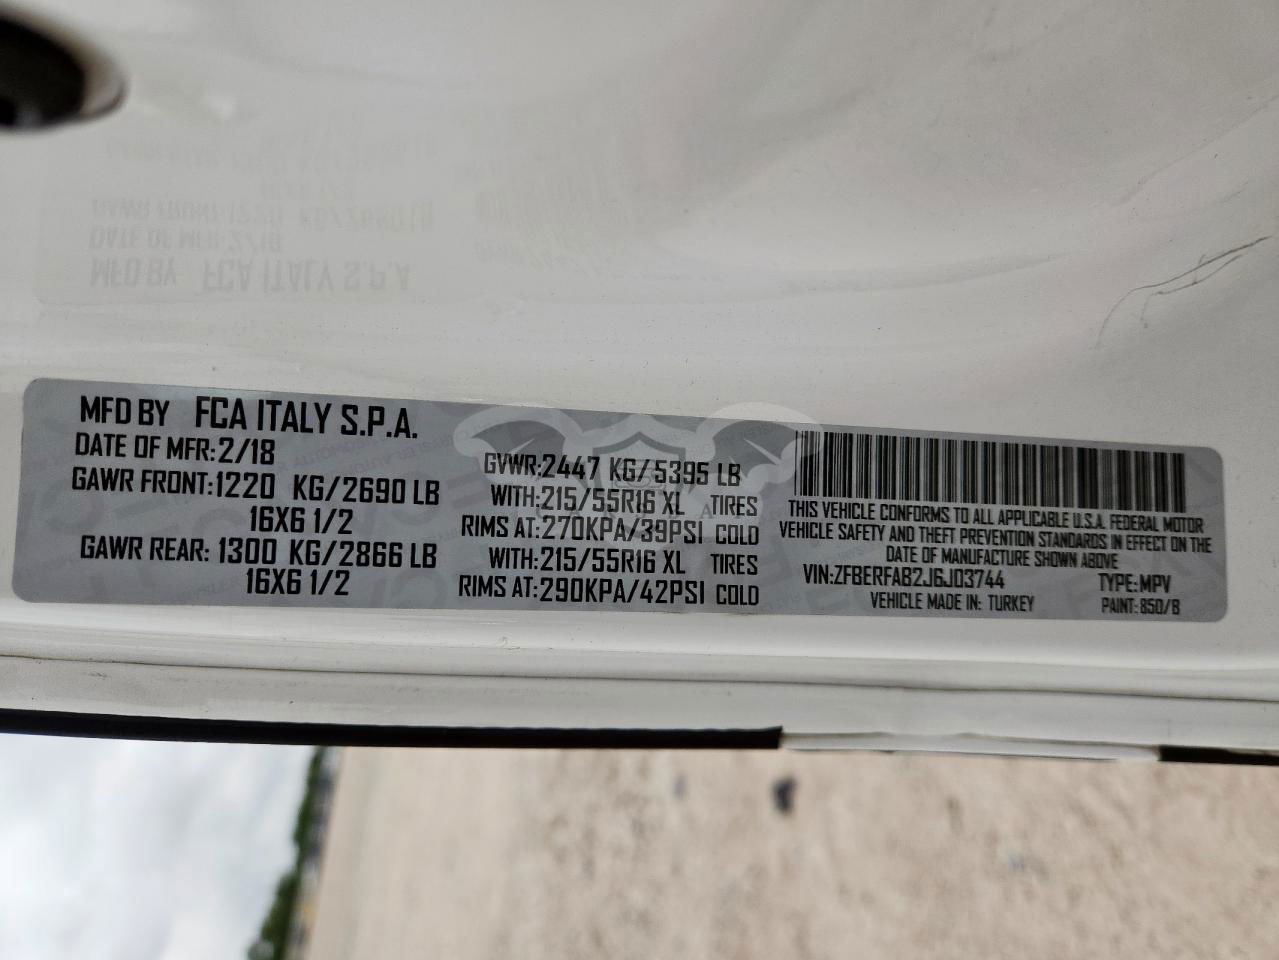 MFD BY FCA ITALY S.P.A.
DATE OF MFR:2/18
GAWR FRONT:1220 KG/2690 LB
16X6 1/2
GAWR REAR: 1300 KG/2866 LB
16X6 1/2
GVWR:2447 KG/5395 LB
WITH:215/55R16 XL TIRES
RIMS AT:270KPA/39PSI COLD
WITH:215/55R16 XL TIRES
RIMS AT:290KPA/42PSI COLD
THIS VEHICLE CONFORMS TO ALL APPLICABLE U.S.A. FEDERAL MOTOR
VEHICLE SAFETY AND THEFT PREVENTION STANDARDS IN EFFECT ON THE
DATE OF MANUFACTURE SHOWN ABOVE
VIN:ZFBERFAB2J6J03744 TYPE:MPV
VEHICLE MADE IN: TURKEY PAINT:850/B